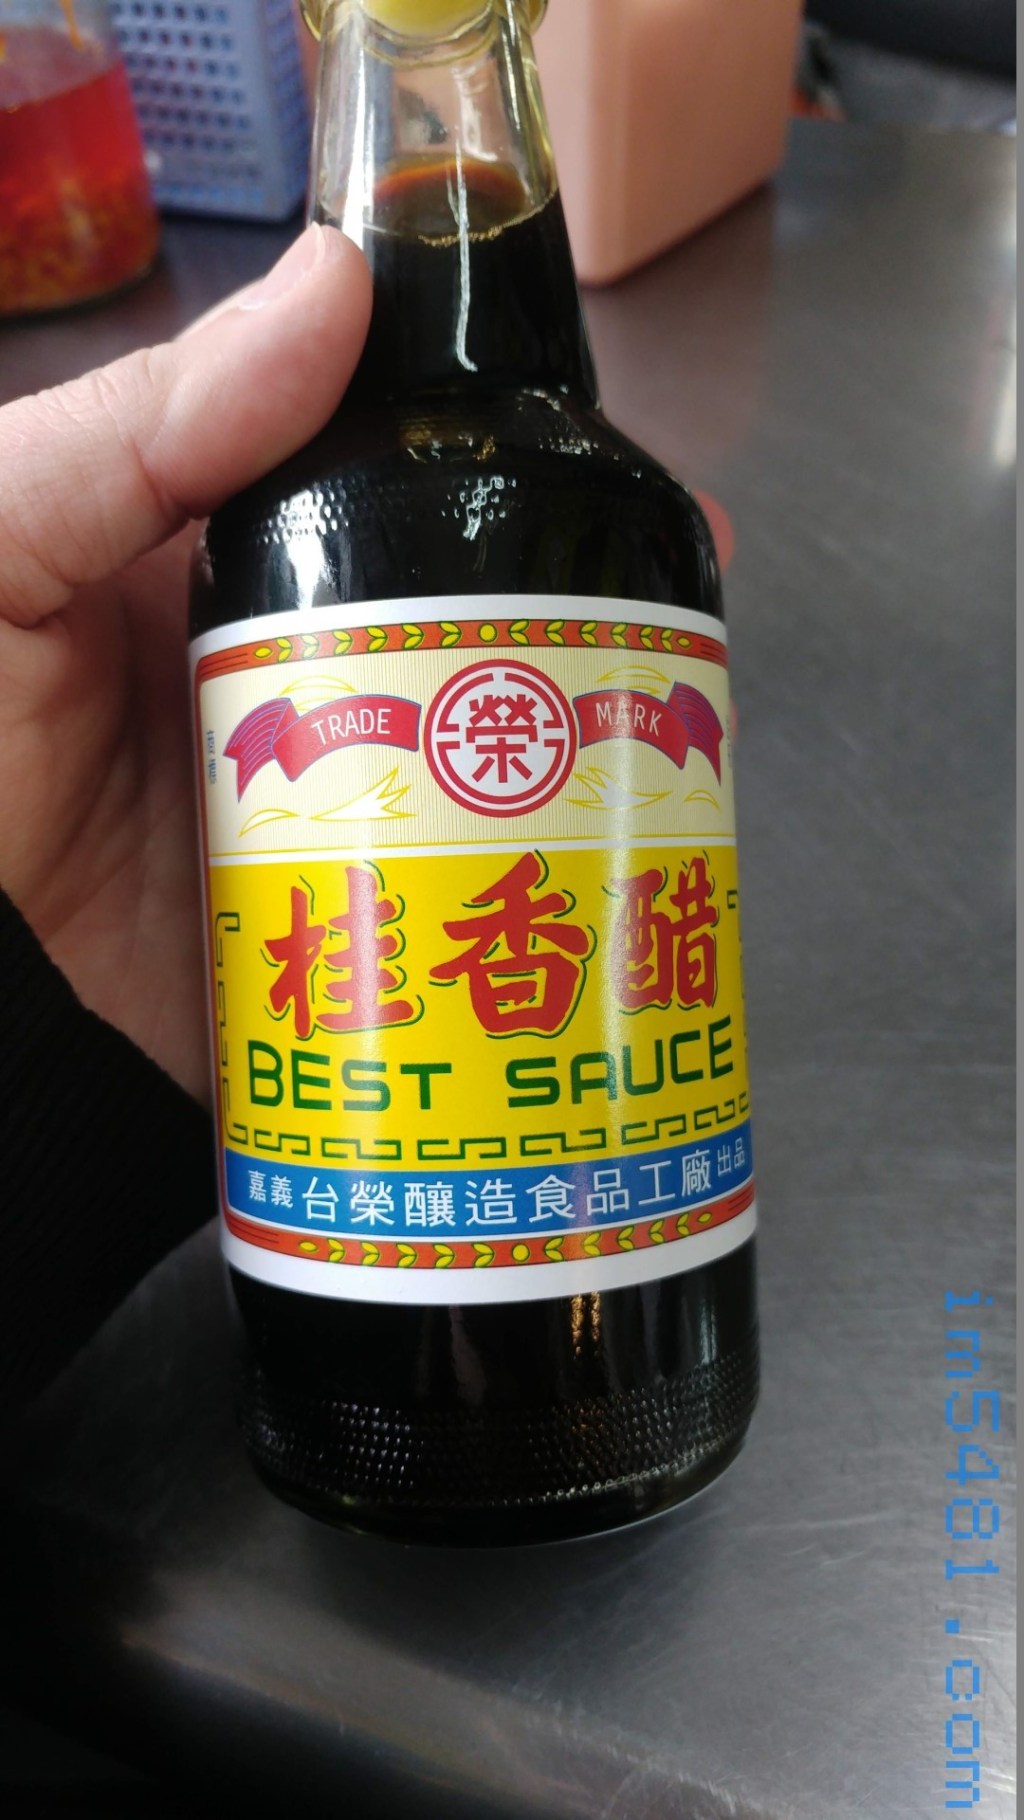 TRADE 榮 MARK
桂香醋
BEST SAUCE
嘉義 台榮釀造食品工廠 出品
im5481.com